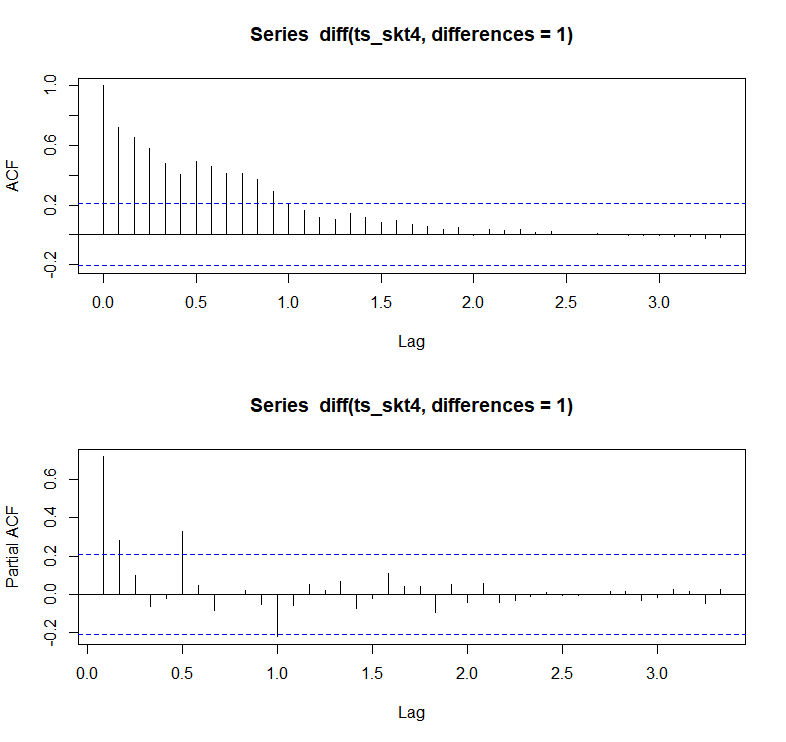 Series  diff(ts_skt4, differences = 1)
1.0
0.6
0.2
-0.2
ACF
0.0 0.5 1.0 1.5 2.0 2.5 3.0
Lag
Series  diff(ts_skt4, differences = 1)
0.6
0.4
0.2
0.0
-0.2
Partial ACF
0.0 0.5 1.0 1.5 2.0 2.5 3.0
Lag